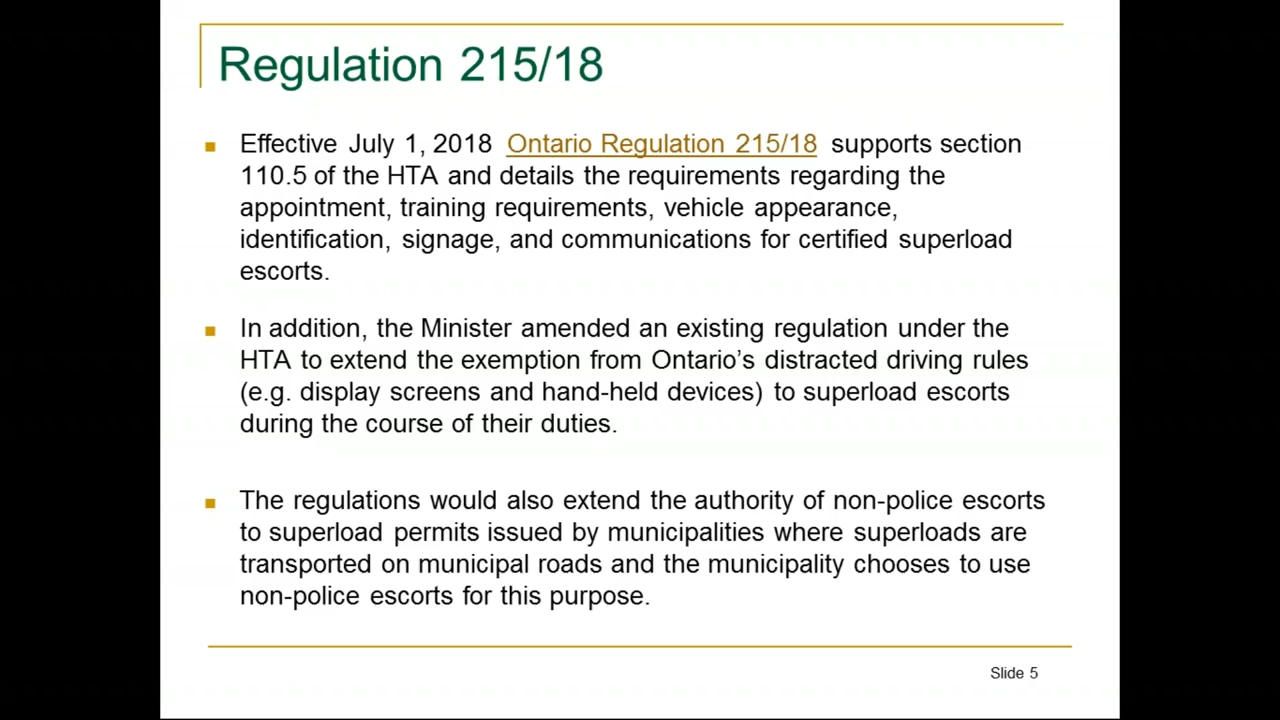 Regulation 215/18
Effective July 1, 2018 Ontario Regulation 215/18 supports section
110.5 of the HTA and details the requirements regarding the
appointment, training requirements, vehicle appearance,
identification, signage, and communications for certified superload
escorts.
In addition, the Minister amended an existing regulation under the
HTA to extend the exemption from Ontario’s distracted driving rules
(e.g. display screens and hand-held devices) to superload escorts
during the course of their duties.
The regulations would also extend the authority of non-police escorts
to superload permits issued by municipalities where superloads are
transported on municipal roads and the municipality chooses to use
non-police escorts for this purpose.
Slide 5